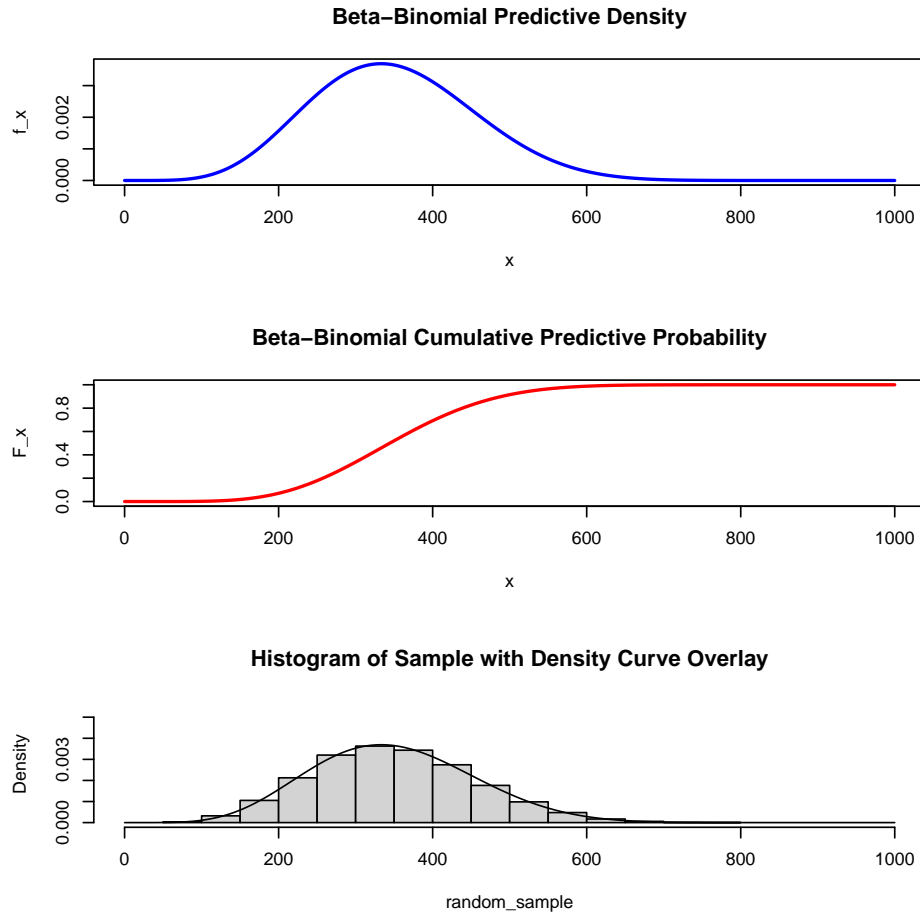 Beta−Binomial Predictive Density
f_x
0.000
0.002
0
200
400
600
800
1000
x
Beta−Binomial Cumulative Predictive Probability
F_x
0.0
0.4
0.8
0
200
400
600
800
1000
x
Histogram of Sample with Density Curve Overlay
Density
0.000
0.003
0
200
400
600
800
1000
random_sample